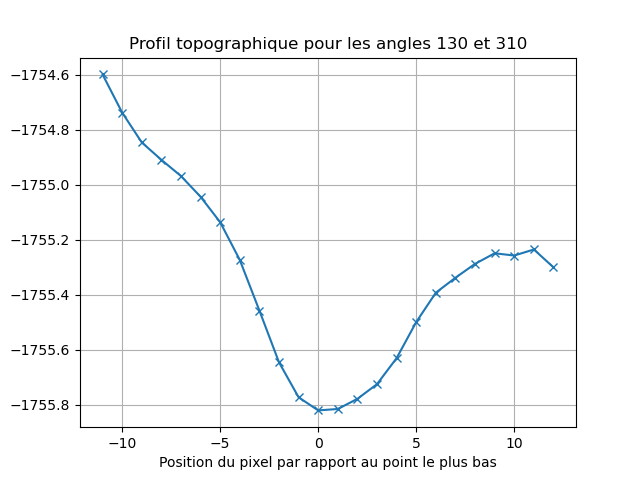 Profil topographique pour les angles 130 et 310
−1754.6
−1754.8
−1755.0
−1755.2
−1755.4
−1755.6
−1755.8
−10 −5 0 5 10
Position du pixel par rapport au point le plus bas